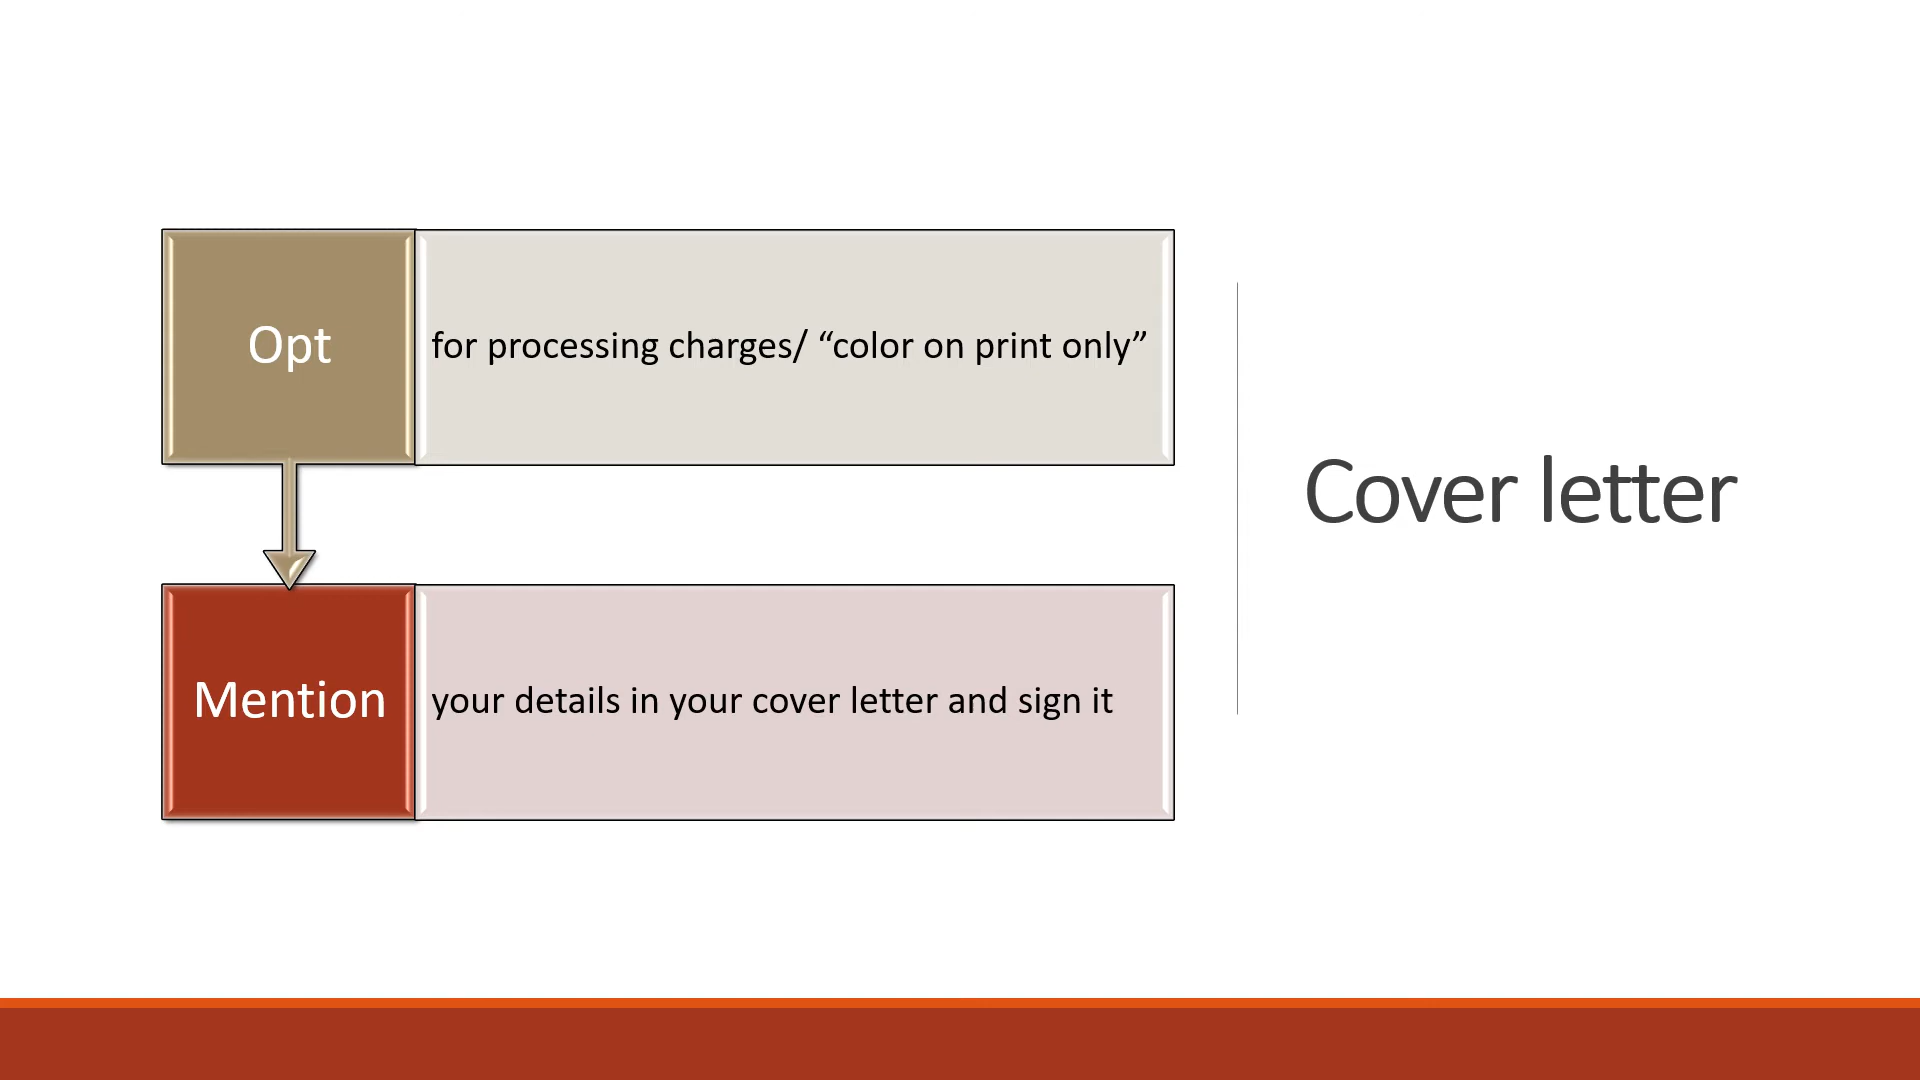 Opt
for processing charges/ “color on print only”
Mention
your details in your cover letter and sign it
Cover letter